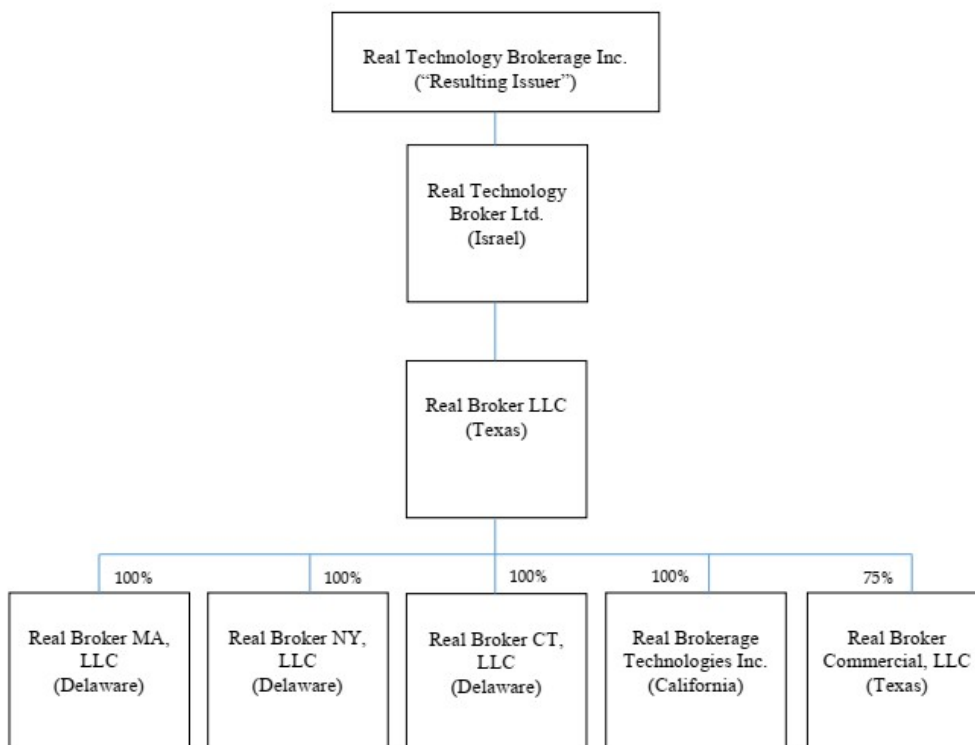 Real Technology Brokerage Inc.
(“Resulting Issuer”)
Real Technology
Broker Ltd.
(Israel)
Real Broker LLC
(Texas)
100%
100%
100%
100%
75%
Real Broker MA,
LLC
(Delaware)
Real Broker NY,
LLC
(Delaware)
Real Broker CT,
LLC
(Delaware)
Real Brokerage
Technologies Inc.
(California)
Real Broker
Commercial, LLC
(Texas)